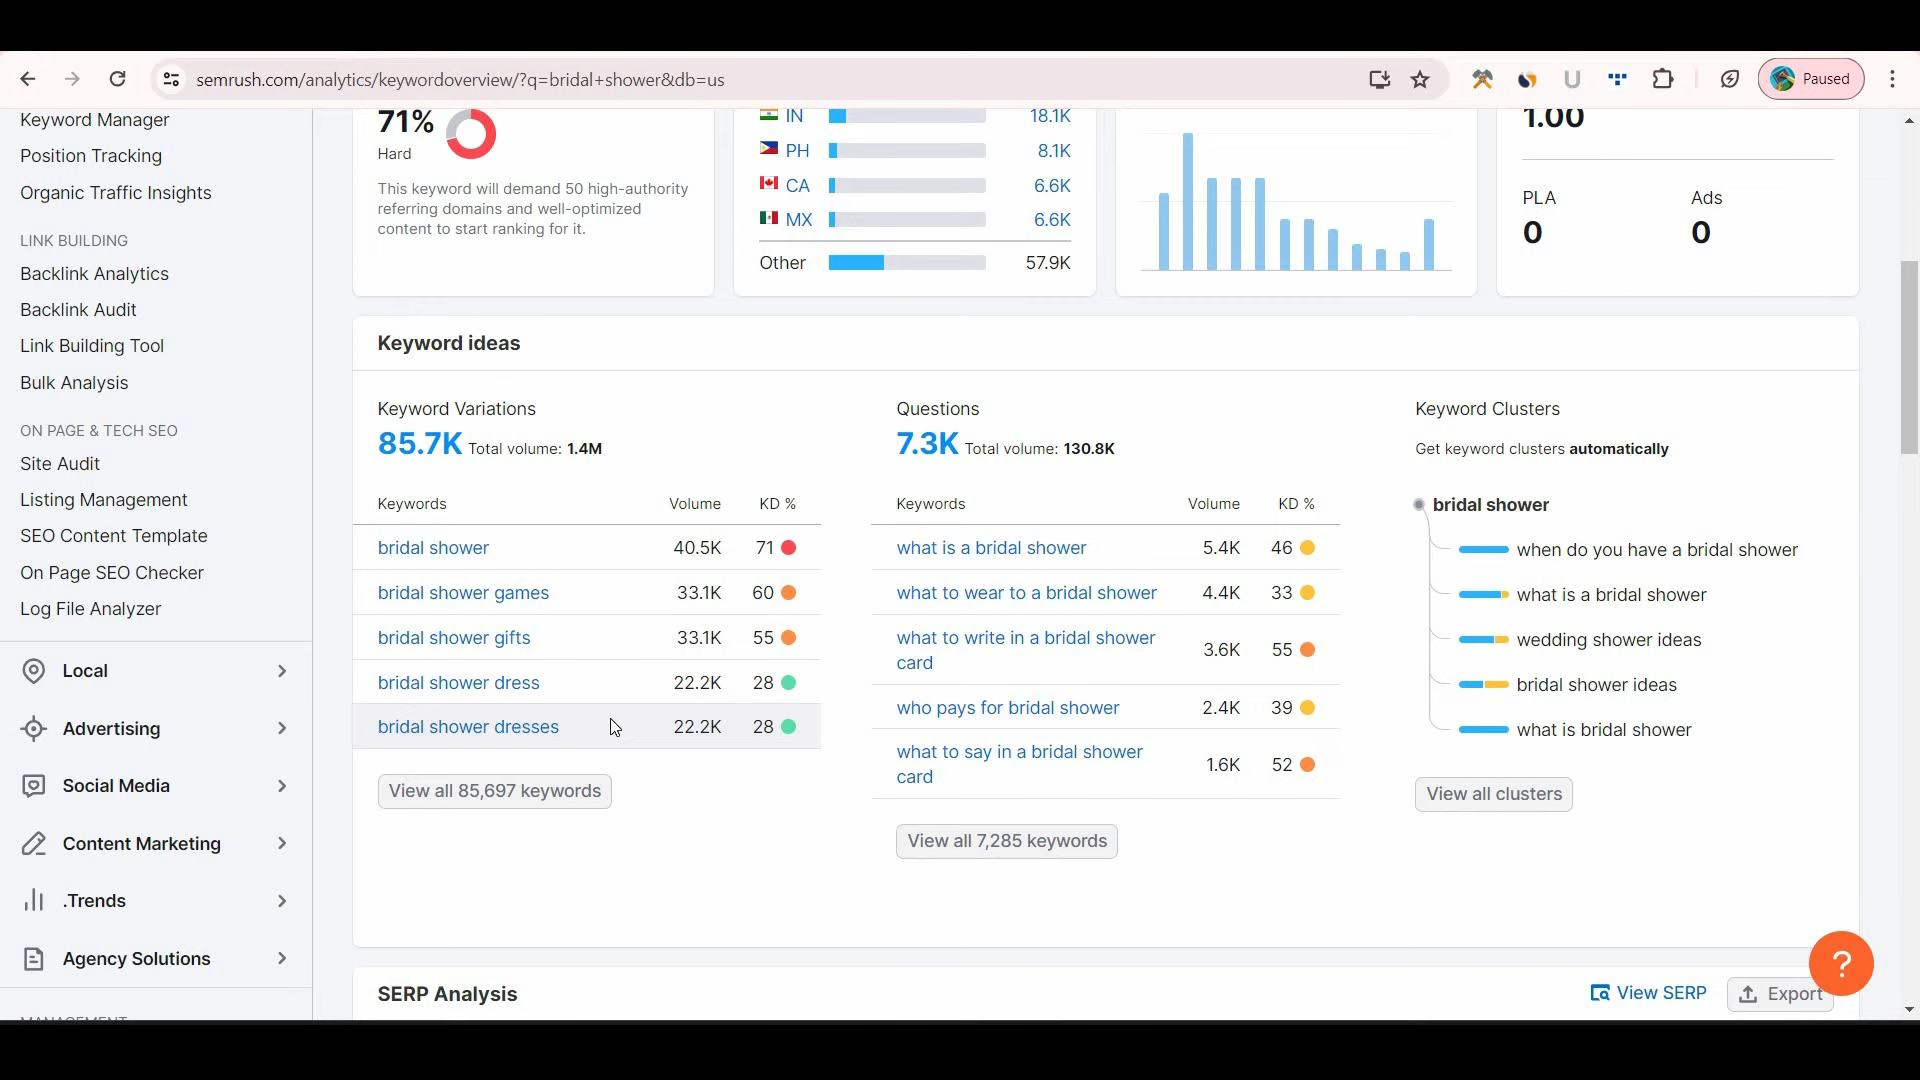 semrush.com/analytics/keywordoverview/?q=bridal+shower&db=us
Paused
Keyword Manager
Position Tracking
Organic Traffic Insights
LINK BUILDING
Backlink Analytics
Backlink Audit
Link Building Tool
Bulk Analysis
ON PAGE & TECH SEO
Site Audit
Listing Management
SEO Content Template
On Page SEO Checker
Log File Analyzer
Local
Advertising
Social Media
Content Marketing
.Trends
Agency Solutions
MANAGEMENT
71%
Hard
This keyword will demand 50 high-authority
referring domains and well-optimized
content to start ranking for it.
IN 18.1K
PH 8.1K
CA 6.6K
MX 6.6K
Other 57.9K
1.00
PLA Ads
0 0
Keyword ideas
Keyword Variations
85.7K Total volume: 1.4M
Keywords Volume KD %
bridal shower 40.5K 71
bridal shower games 33.1K 60
bridal shower gifts 33.1K 55
bridal shower dress 22.2K 28
bridal shower dresses 22.2K 28
View all 85,697 keywords
Questions
7.3K Total volume: 130.8K
Keywords Volume KD %
what is a bridal shower 5.4K 46
what to wear to a bridal shower 4.4K 33
what to write in a bridal shower
card 3.6K 55
who pays for bridal shower 2.4K 39
what to say in a bridal shower
card 1.6K 52
View all 7,285 keywords
Keyword Clusters
Get keyword clusters automatically
bridal shower
when do you have a bridal shower
what is a bridal shower
wedding shower ideas
bridal shower ideas
what is bridal shower
View all clusters
SERP Analysis
View SERP
Export
?